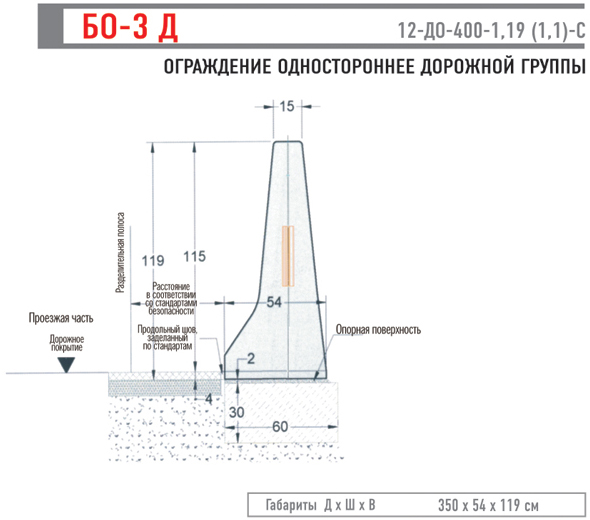 БО-3 Д
12-ДО-400-1,19 (1,1)-С
ОГРАЖДЕНИЕ ОДНОСТОРОННЕЕ ДОРОЖНОЙ ГРУППЫ
15
119
115
Разделительная полоса
Расстояние
в соответствии
со стандартами
безопасности
54
Проезжая часть
Дорожное
покрытие
Продольный шов,
заделанный
по стандартам
Опорная поверхность
2
4
30
60
Габариты Д х Ш х В
350 х 54 х 119 см